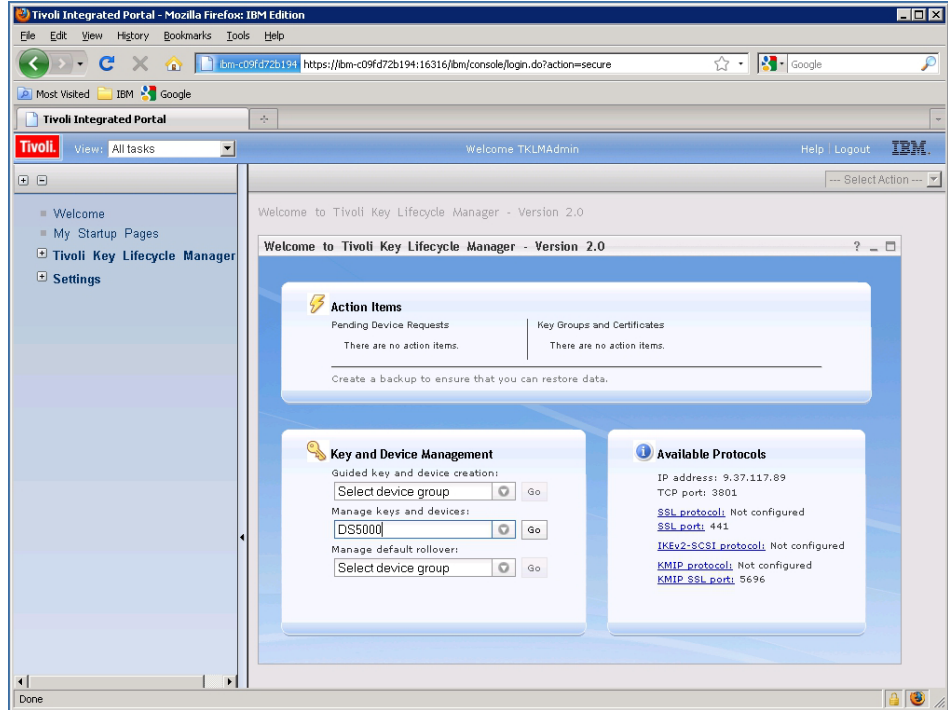 Tivoli Integrated Portal - Mozilla Firefox: IBM Edition
File Edit View History Bookmarks Tools Help
ibm-c09fd72b194 https://ibm-c09fd72b194:16316/ibm/console/login.do?action=secure
Google
Most Visited IBM Google
Tivoli Integrated Portal
Tivoli. View: All tasks Welcome TKLMAdmin Help Logout IBM.
--- Select Action ---
Welcome
My Startup Pages
Tivoli Key Lifecycle Manager
Settings
Welcome to Tivoli Key Lifecycle Manager - Version 2.0
Welcome to Tivoli Key Lifecycle Manager - Version 2.0
Action Items
Pending Device Requests
There are no action items.
Key Groups and Certificates
There are no action items.
Create a backup to ensure that you can restore data.
Key and Device Management
Guided key and device creation:
Select device group Go
Manage keys and devices:
DS5000 Go
Manage default rollover:
Select device group Go
Available Protocols
IP address: 9.37.117.89
TCP port: 3801
SSL protocol: Not configured
SSL port: 441
IKEv2-SCSI protocol: Not configured
KMIP protocol: Not configured
KMIP SSL port: 5696
Done